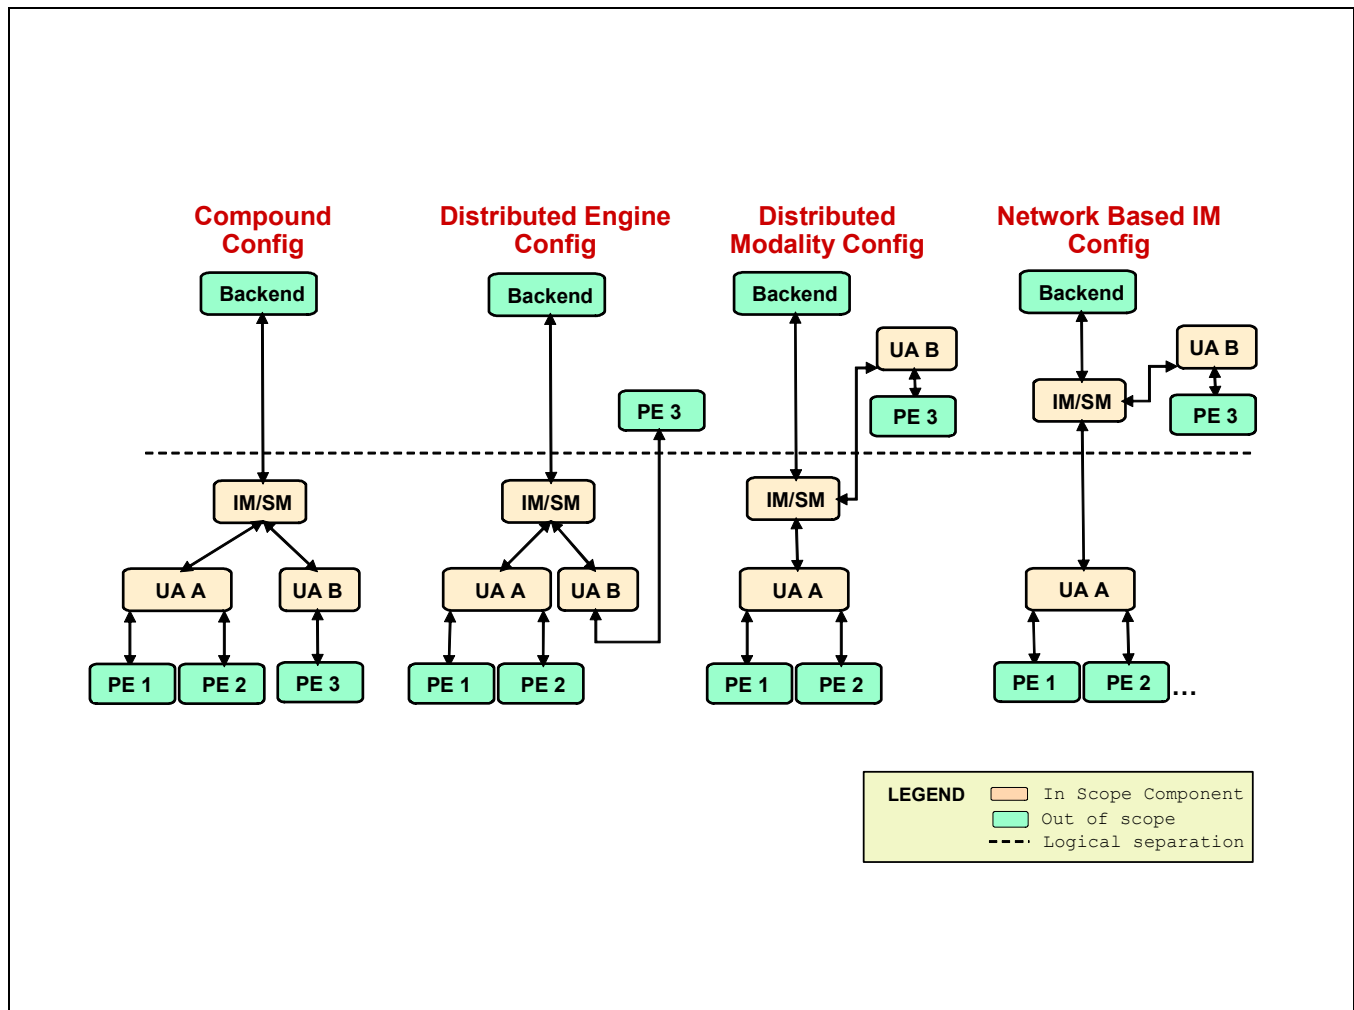 Compound
Config
Distributed Engine
Config
Distributed
Modality Config
Network Based IM
Config
Backend
Backend
Backend
Backend
UA B
UA B
IM/SM
PE 3
PE 3
PE 3
IM/SM
IM/SM
IM/SM
UA A
UA B
UA A
UA B
UA A
UA A
PE 1
PE 2
PE 3
PE 1
PE 2
PE 1
PE 2
PE 1
PE 2
...
LEGEND
In Scope Component
Out of scope
Logical separation